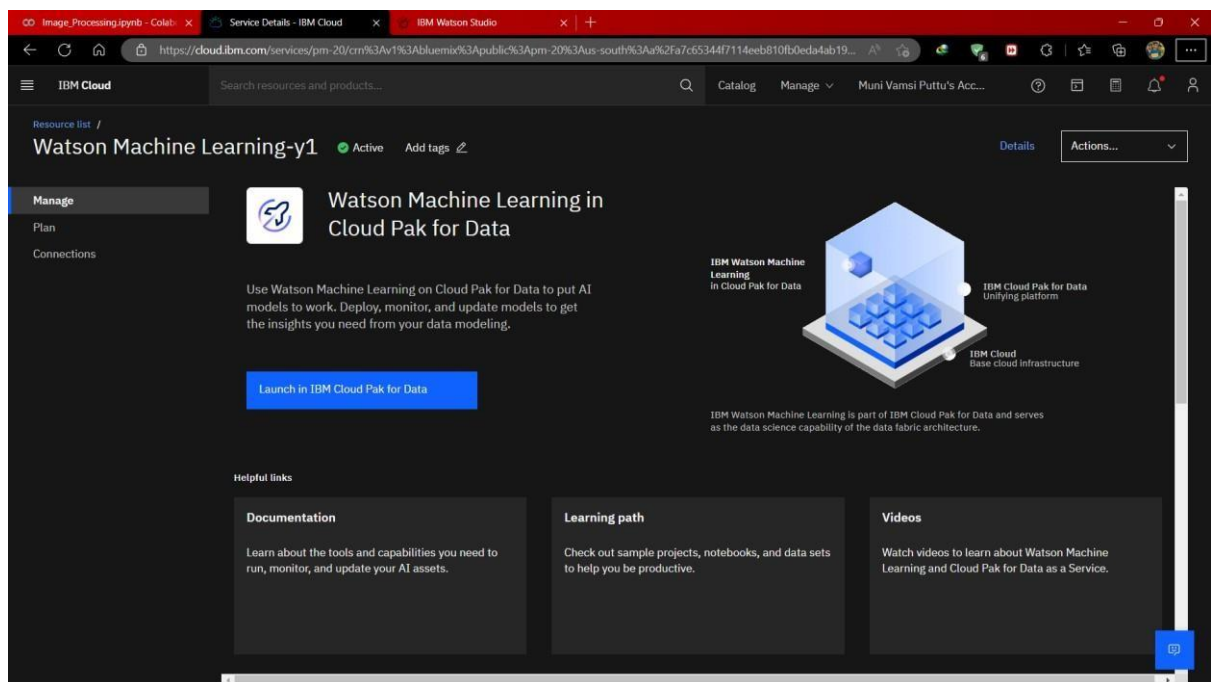 Image_Processing.ipynb - Colab
Service Details - IBM Cloud
IBM Watson Studio
https://cloud.ibm.com/services/pm-20/crn%3Av1%3Abluemix%3Apublic%3Apm-20%3Aus-south%3Aa%2Fa7c65344f7114eeb810fb0eda4ab19...
6
IBM Cloud
Search resources and products...
Catalog
Manage
Muni Vamsi Puttu's Acc...
Resource list /
Watson Machine Learning-y1
Active
Add tags
Details
Actions...
Manage
Plan
Connections
Watson Machine Learning in
Cloud Pak for Data
Use Watson Machine Learning on Cloud Pak for Data to put AI
models to work. Deploy, monitor, and update models to get
the insights you need from your data modeling.
Launch in IBM Cloud Pak for Data
IBM Watson Machine
Learning
in Cloud Pak for Data
IBM Cloud Pak for Data
Unifying platform
IBM Cloud
Base cloud infrastructure
IBM Watson Machine Learning is part of IBM Cloud Pak for Data and serves
as the data science capability of the data fabric architecture.
Helpful links
Documentation
Learn about the tools and capabilities you need to
run, monitor, and update your AI assets.
Learning path
Check out sample projects, notebooks, and data sets
to help you be productive.
Videos
Watch videos to learn about Watson Machine
Learning and Cloud Pak for Data as a Service.